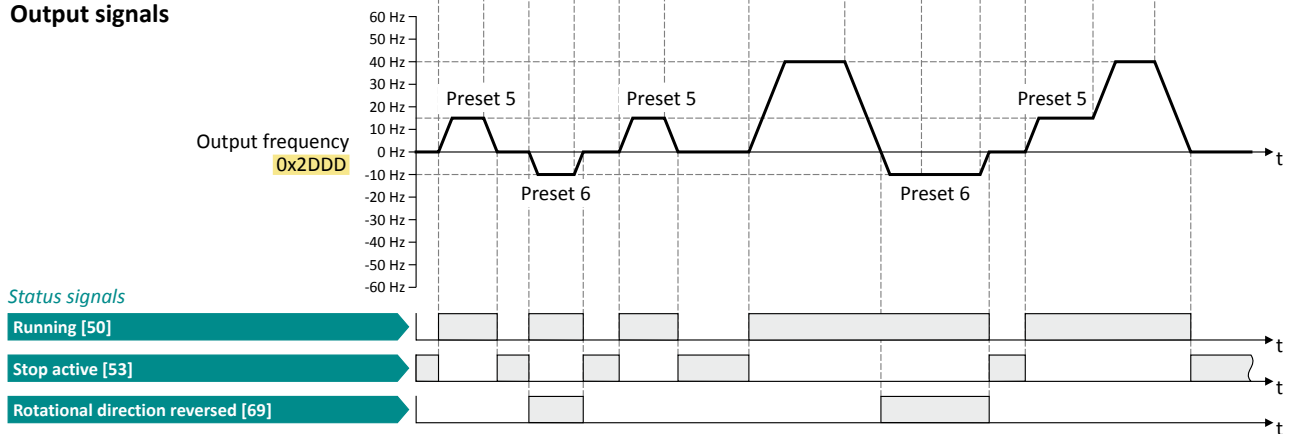 Output signals
60 Hz
50 Hz
40 Hz
30 Hz
20 Hz
10 Hz
0 Hz
-10 Hz
-20 Hz
-30 Hz
-40 Hz
-50 Hz
-60 Hz
Output frequency
0x2DDD
Preset 5
Preset 6
Preset 5
Preset 6
Preset 5
t
Status signals
Running [50]
t
Stop active [53]
t
Rotational direction reversed [69]
t